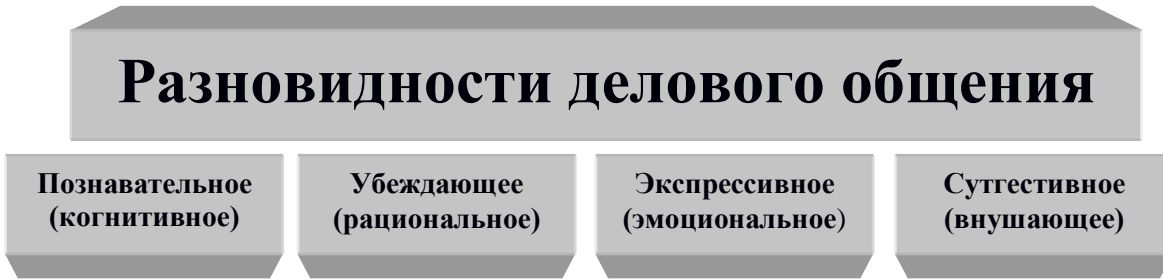 Разновидности делового общения
Познавательное
(когнитивное)
Убеждающее
(рациональное)
Экспрессивное
(эмоциональное)
Сутгестивное
(внушающее)